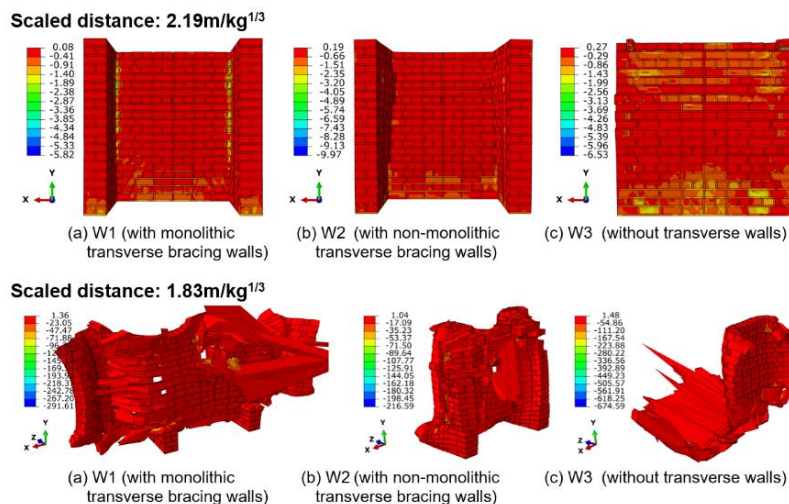 Scaled distance: 2.19m/kg1/3
0.08
-0.41
-0.91
-1.40
-1.89
-2.38
-2.87
-3.36
-3.85
-4.35
-4.84
-5.33
-5.82
Y
X
0.19
-0.66
-1.51
-2.35
-3.20
-4.05
-4.89
-5.74
-6.59
-7.43
-8.28
-9.13
-9.97
Y
X
0.27
-0.29
-0.86
-1.43
-1.99
-2.56
-3.13
-3.69
-4.26
-4.83
-5.39
-5.96
-6.53
Y
X
(a) W1 (with monolithic
transverse bracing walls)
(b) W2 (with non-monolithic
transverse bracing walls)
(c) W3 (without transverse walls)
Scaled distance: 1.83m/kg1/3
1.36
-23.05
-47.47
-242.78
-267.20
-291.61
Y
Z
X
1.04
-17.09
-35.23
-53.37
-71.50
-89.64
-107.77
-125.91
-144.05
-162.18
-180.32
-198.45
-216.59
Y
Z
X
1.48
-54.86
-111.20
-167.54
-223.88
-280.22
-336.56
-392.89
-449.23
-505.57
-561.91
-618.25
-674.59
Y
Z
X
(a) W1 (with monolithic
transverse bracing walls)
(b) W2 (with non-monolithic
transverse bracing walls)
(c) W3 (without transverse walls)